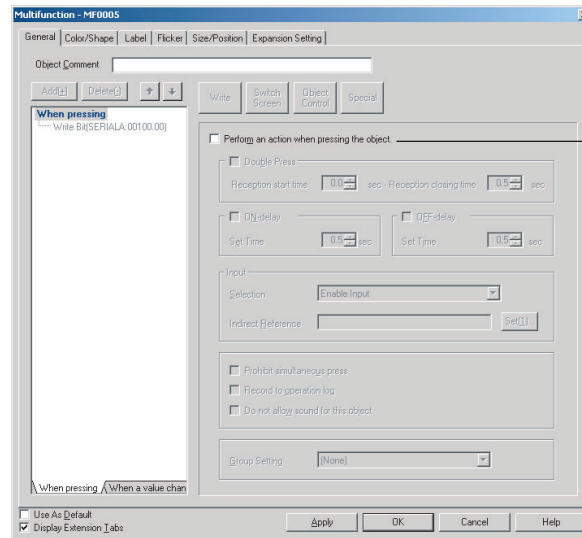 Multifunction - MF0005
General Color/Shape Label Flicker Size/Position Expansion Setting
Object Comment
Add[+] Delete[-]
Write Switch Screen Object Control Special
When pressing
Write Bit(SERIALA:00100.00)
Perform an action when pressing the object.
Double Press
Reception start time 0.0 sec - Reception closing time 0.5 sec
ON-delay OFF-delay
Set Time 0.5 sec Set Time 0.5 sec
Input
Selection Enable Input
Indirect Reference Set[1]...
Prohibit simultaneous press
Record to operation log
Do not allow sound for this object
Group Setting (None)
When pressing When a value chan
Use As Default
Display Extension Tabs
Apply OK Cancel Help